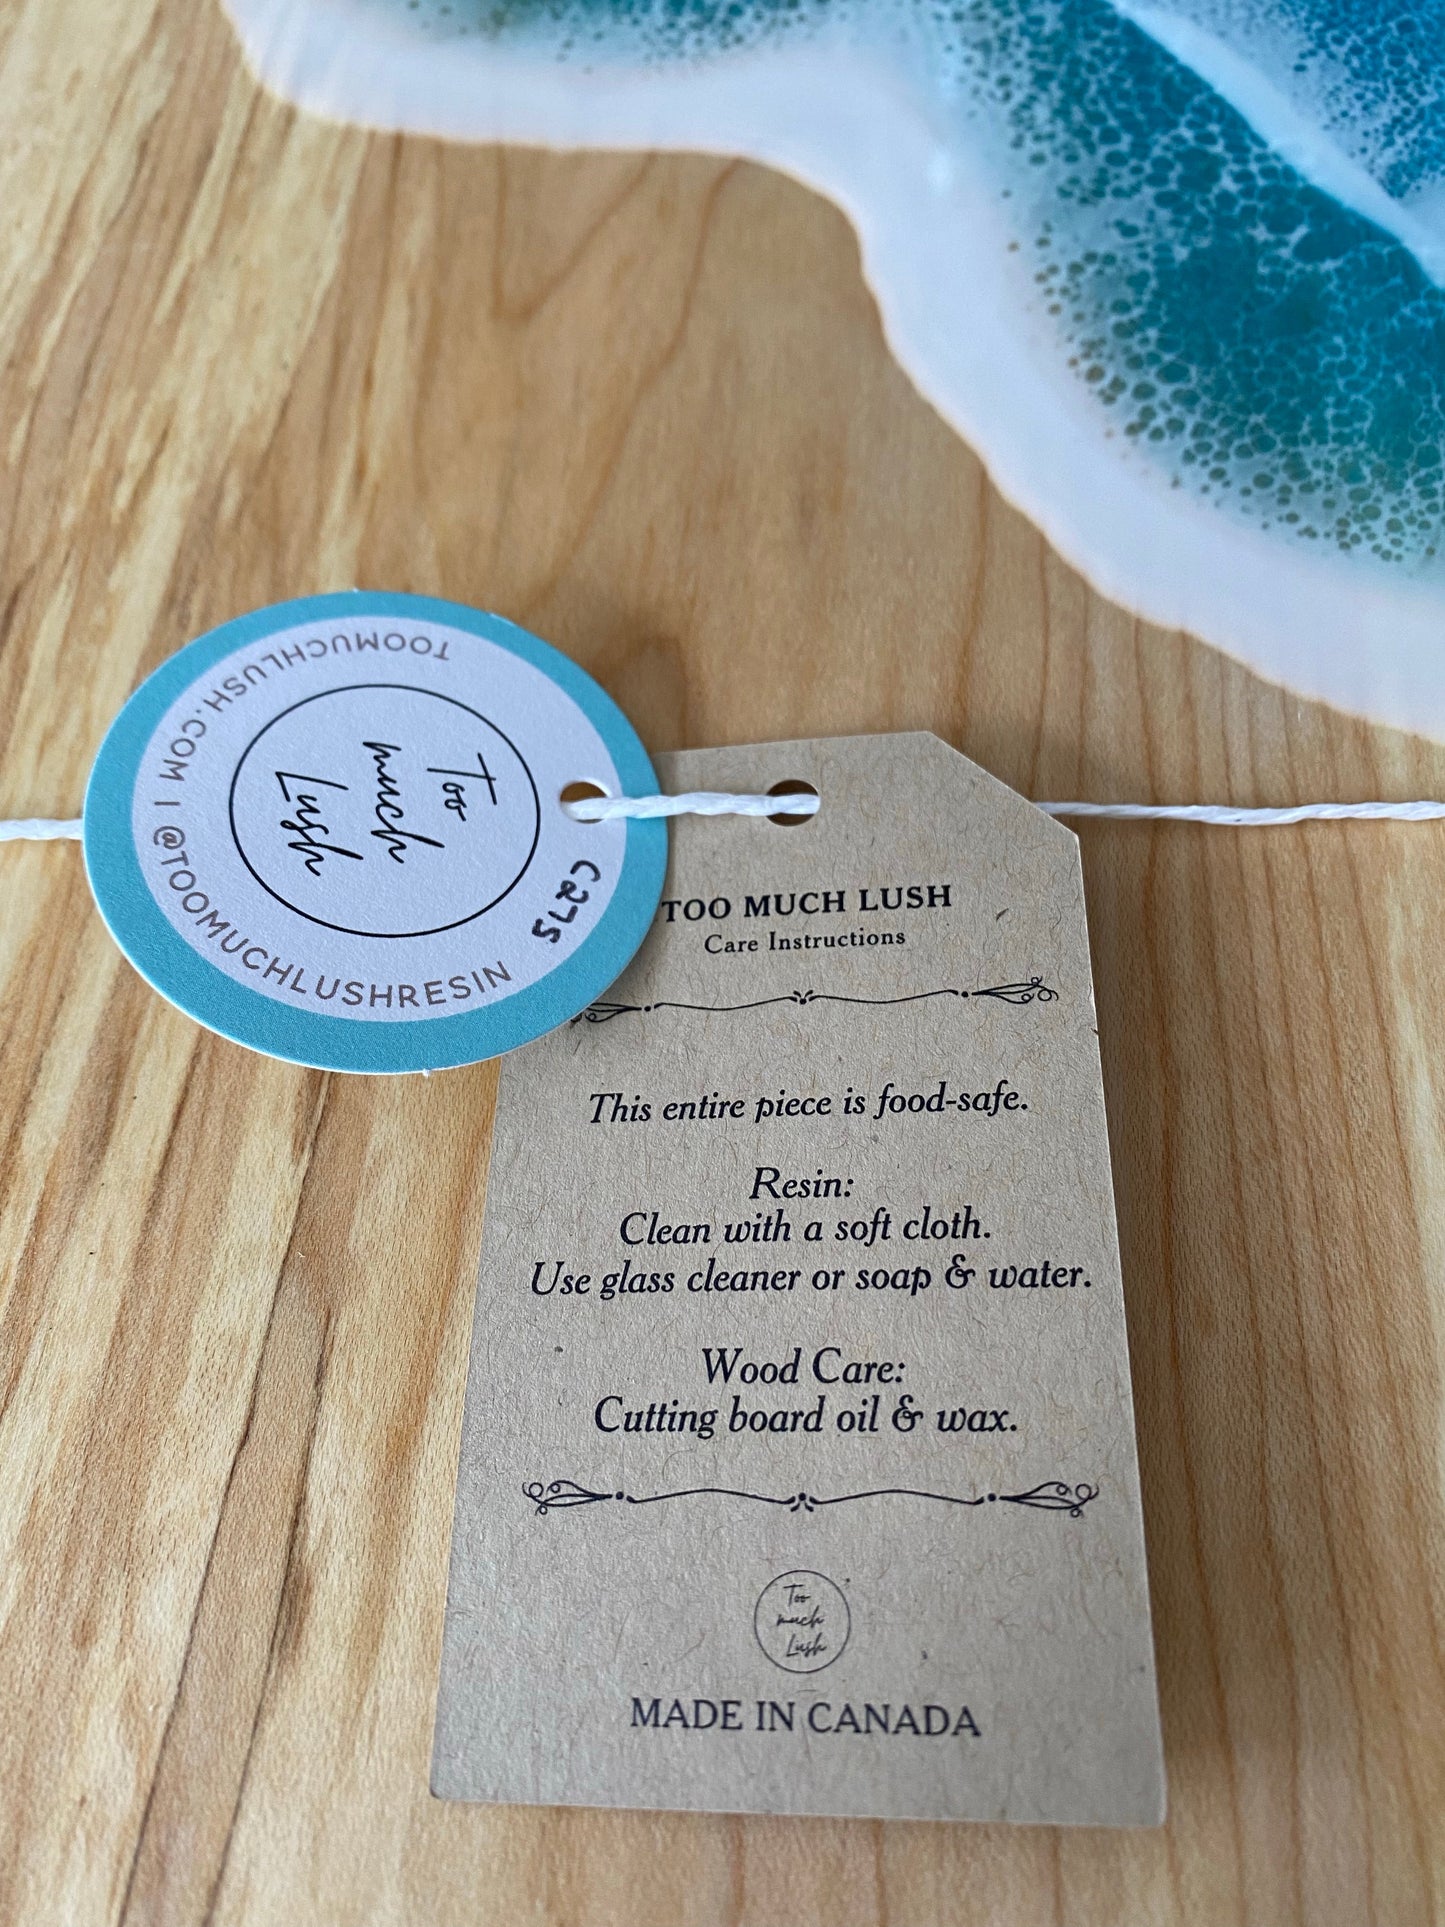 Too
much
Lush
TOOMUCHLUSH.COM | @TOOMUCHLUSHRESIN
C275
TOO MUCH LUSH
Care Instructions
This entire piece is food-safe.
Resin:
Clean with a soft cloth.
Use glass cleaner or soap & water.
Wood Care:
Cutting board oil & wax.
Too
much
Lush
MADE IN CANADA